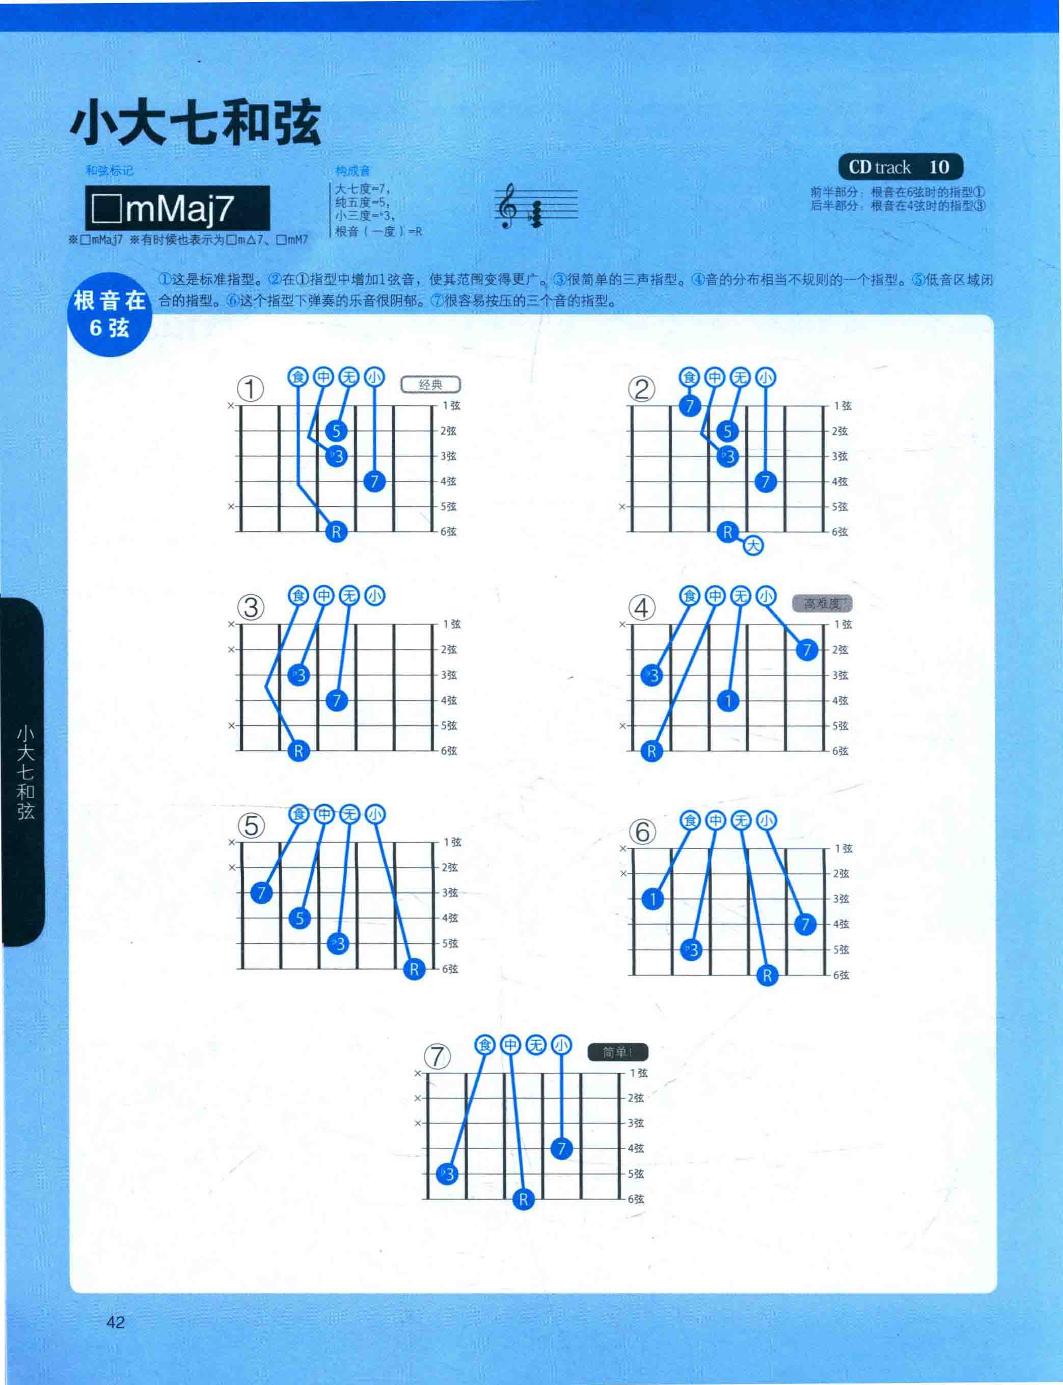 小大七和弦
和弦标记
□mMaj7
※□mMaj7 ※有时候也表示为□m△7、□mM7
构成音
大七度=7,
纯五度=5,
小三度=♭3,
根音（一度）=R
CD track 10
前半部分：根音在6弦时的指型①
后半部分：根音在4弦时的指型③
根音在
6弦
①这是标准指型。②在①指型中增加1弦音，使其范围变得更广。③很简单的三声指型。④音的分布相当不规则的一个指型。⑤低音区域闭
合的指型。⑥这个指型下弹奏的乐音很阴郁。⑦很容易按压的三个音的指型。
① 食 中 无 小 经典
× 1弦
5 2弦
♭3 3弦
7 4弦
× 5弦
R 6弦
② 食 中 无 小
7 1弦
5 2弦
♭3 3弦
7 4弦
× 5弦
R 6弦
大
③ 食 中 无 小
× 1弦
× 2弦
♭3 3弦
7 4弦
× 5弦
R 6弦
④ 食 中 无 小 高难度
× 1弦
7 2弦
♭3 3弦
1 4弦
× 5弦
R 6弦
⑤ 食 中 无 小
× 1弦
× 2弦
7 3弦
5 4弦
♭3 5弦
R 6弦
⑥ 食 中 无 小
× 1弦
× 2弦
1 3弦
7 4弦
♭3 5弦
R 6弦
⑦ 食 中 无 小 简单!
× 1弦
× 2弦
× 3弦
7 4弦
♭3 5弦
R 6弦
小大七和弦
42